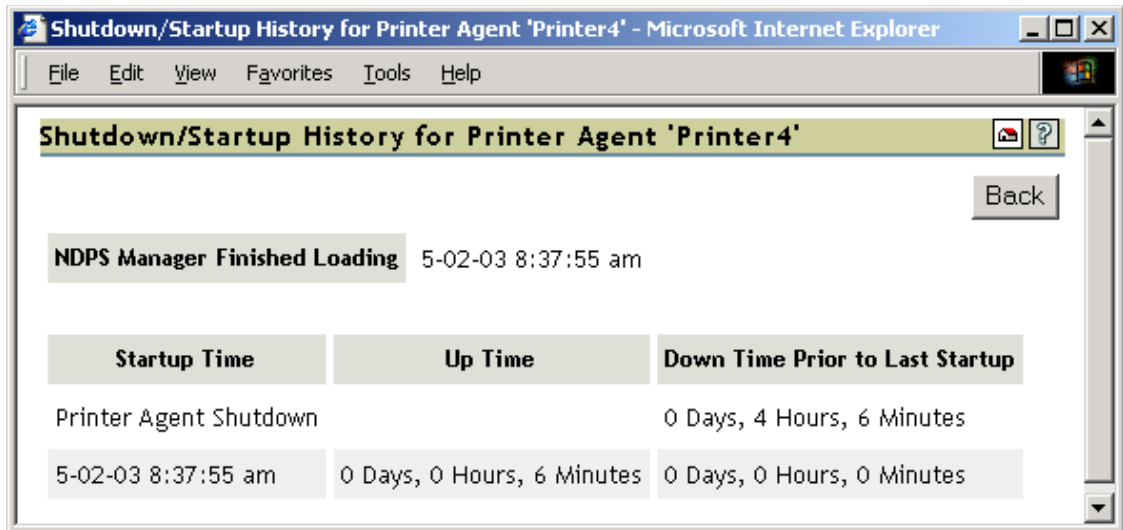 Shutdown/Startup History for Printer Agent 'Printer4' - Microsoft Internet Explorer
File Edit View Favorites Tools Help
Shutdown/Startup History for Printer Agent 'Printer4' ?
Back
NDPS Manager Finished Loading 5-02-03 8:37:55 am
Startup Time Up Time Down Time Prior to Last Startup
Printer Agent Shutdown 0 Days, 4 Hours, 6 Minutes
5-02-03 8:37:55 am 0 Days, 0 Hours, 6 Minutes 0 Days, 0 Hours, 0 Minutes